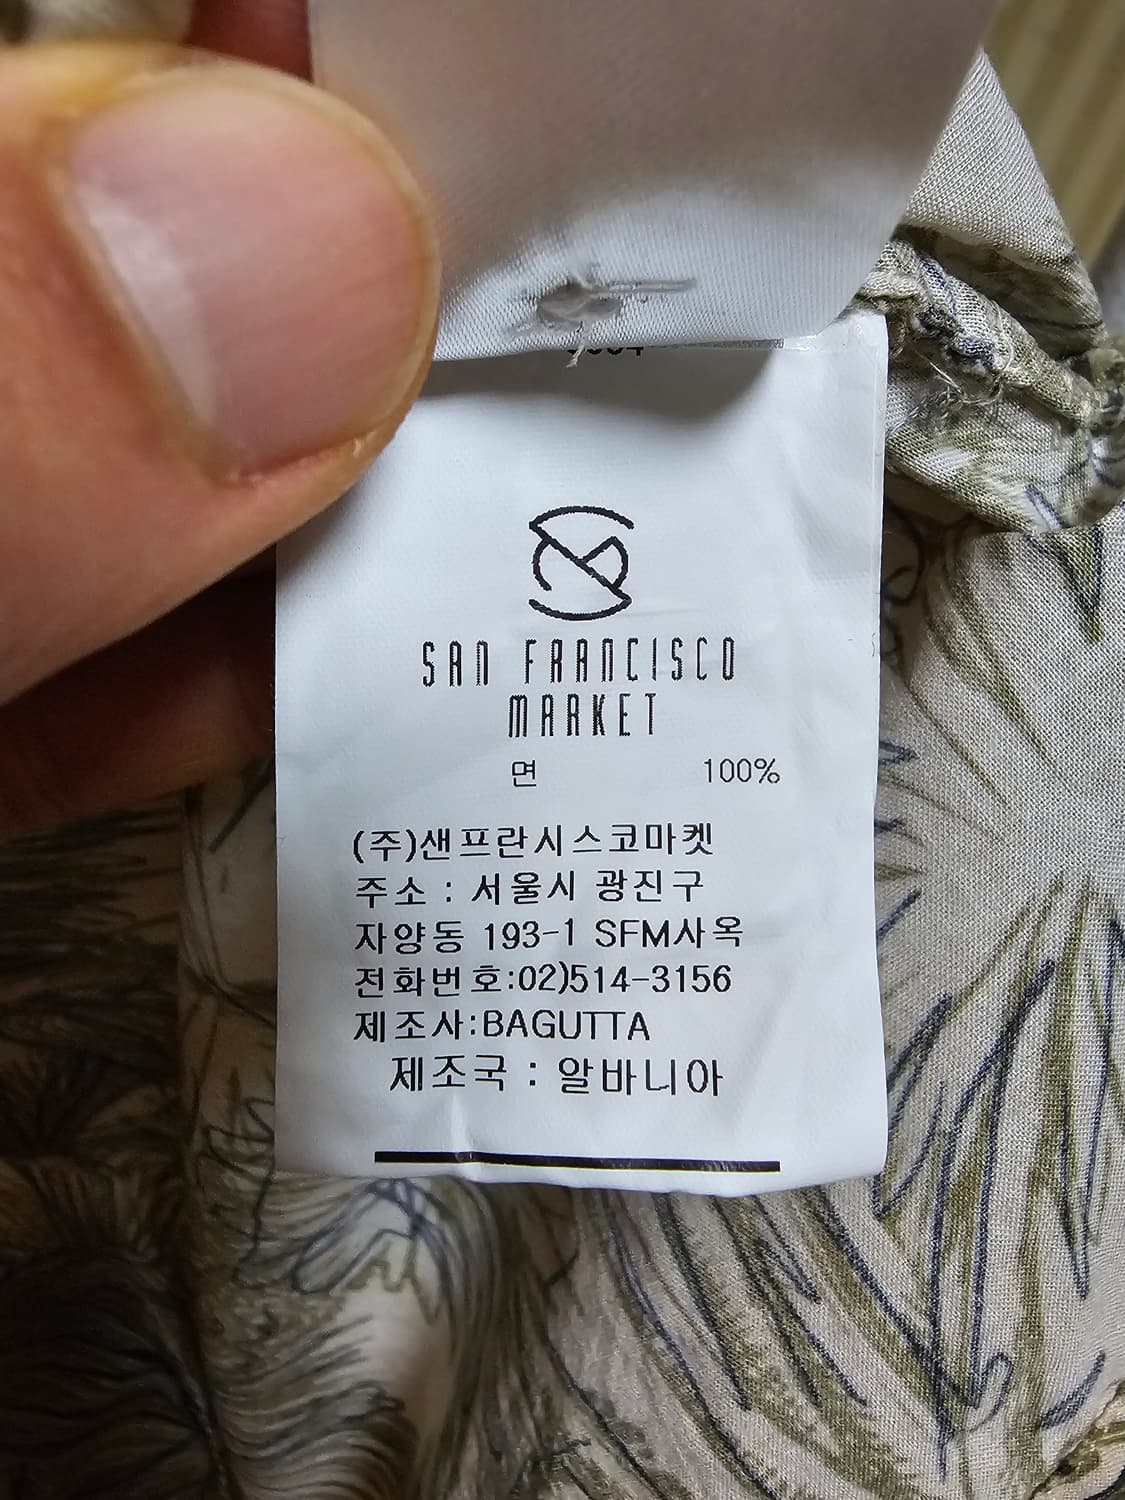 SAN FRANCISCO
MARKET
면 100%
(주)샌프란시스코마켓
주소 : 서울시 광진구
자양동 193-1 SFM사옥
전화번호:02)514-3156
제조사:BAGUTTA
제조국 : 알바니아